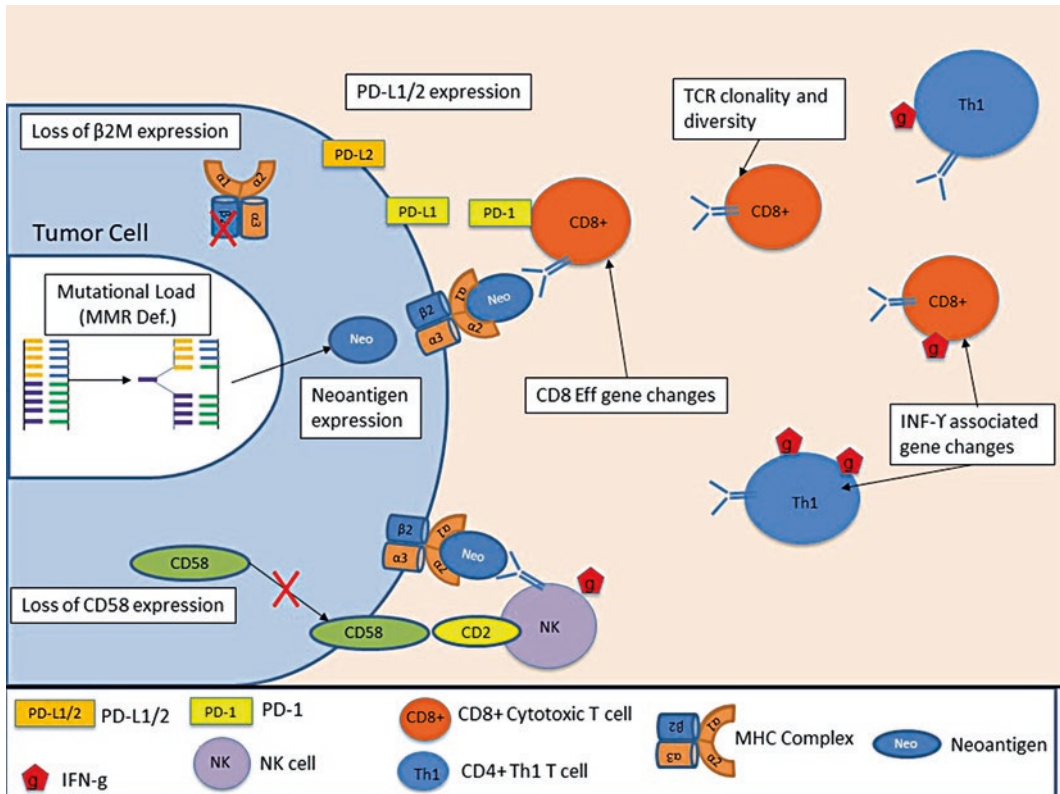 PD-L1/2 expression
TCR clonality and
diversity
Th1
g
Loss of β2M expression
PD-L2
α1
α2
α3
PD-L1
PD-1
CD8+
CD8+
Tumor Cell
Mutational Load
(MMR Def.)
Neo
β2
α1
α2
α3
Neo
CD8+
g
Neoantigen
expression
CD8 Eff gene changes
INF-ϒ associated
gene changes
g
g
Th1
β2
α1
α3
α2
Neo
CD58
g
Loss of CD58 expression
CD58
CD2
NK
PD-L1/2
PD-L1/2
PD-1
PD-1
CD8+
CD8+ Cytotoxic T cell
β2
α1
α3
α2
MHC Complex
Neo
Neoantigen
g
IFN-g
NK
NK cell
Th1
CD4+ Th1 T cell